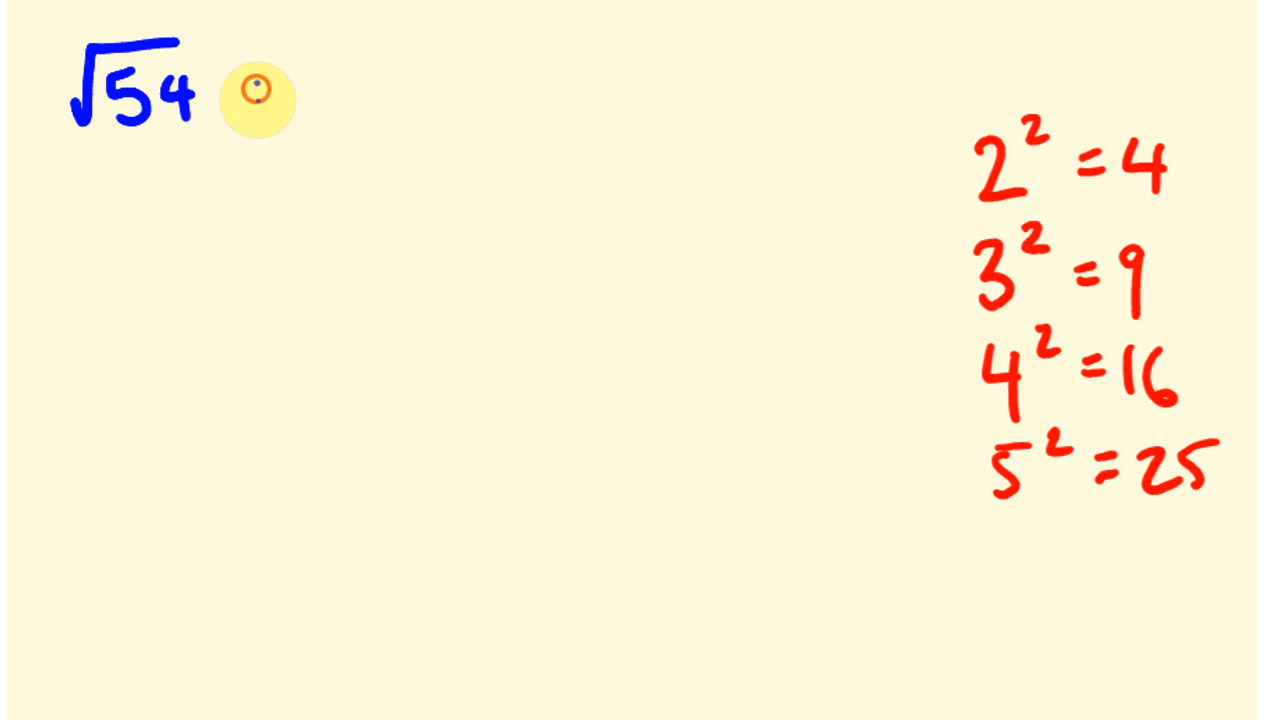 √54
2² = 4
3² = 9
4² = 16
5² = 25